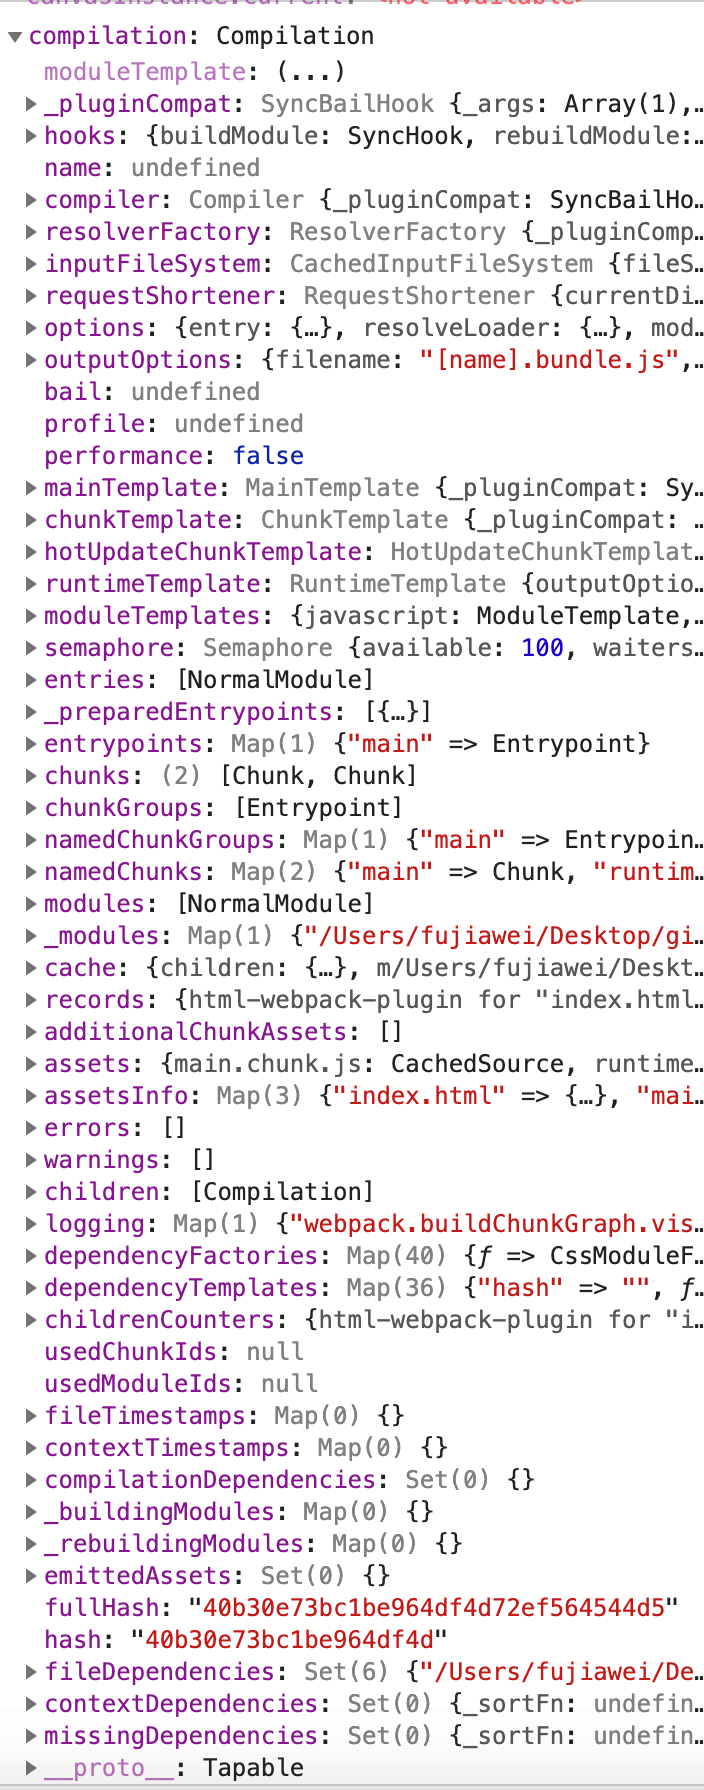 canvasInstance.current: <not available>
compilation: Compilation
moduleTemplate: (...)
_pluginCompat: SyncBailHook {_args: Array(1),…
hooks: {buildModule: SyncHook, rebuildModule:…
name: undefined
compiler: Compiler {_pluginCompat: SyncBailHo…
resolverFactory: ResolverFactory {_pluginComp…
inputFileSystem: CachedInputFileSystem {fileS…
requestShortener: RequestShortener {currentDi…
options: {entry: {…}, resolveLoader: {…}, mod…
outputOptions: {filename: "[name].bundle.js",…
bail: undefined
profile: undefined
performance: false
mainTemplate: MainTemplate {_pluginCompat: Sy…
chunkTemplate: ChunkTemplate {_pluginCompat: …
hotUpdateChunkTemplate: HotUpdateChunkTemplat…
runtimeTemplate: RuntimeTemplate {outputOptio…
moduleTemplates: {javascript: ModuleTemplate,…
semaphore: Semaphore {available: 100, waiters…
entries: [NormalModule]
_preparedEntrypoints: [{…}]
entrypoints: Map(1) {"main" => Entrypoint}
chunks: (2) [Chunk, Chunk]
chunkGroups: [Entrypoint]
namedChunkGroups: Map(1) {"main" => Entrypoin…
namedChunks: Map(2) {"main" => Chunk, "runtim…
modules: [NormalModule]
_modules: Map(1) {"/Users/fujiawei/Desktop/gi…
cache: {children: {…}, m/Users/fujiawei/Deskt…
records: {html-webpack-plugin for "index.html…
additionalChunkAssets: []
assets: {main.chunk.js: CachedSource, runtime…
assetsInfo: Map(3) {"index.html" => {…}, "mai…
errors: []
warnings: []
children: [Compilation]
logging: Map(1) {"webpack.buildChunkGraph.vis…
dependencyFactories: Map(40) {ƒ => CssModuleF…
dependencyTemplates: Map(36) {"hash" => "", ƒ…
childrenCounters: {html-webpack-plugin for "i…
usedChunkIds: null
usedModuleIds: null
fileTimestamps: Map(0) {}
contextTimestamps: Map(0) {}
compilationDependencies: Set(0) {}
_buildingModules: Map(0) {}
_rebuildingModules: Map(0) {}
emittedAssets: Set(0) {}
fullHash: "40b30e73bc1be964df4d72ef564544d5"
hash: "40b30e73bc1be964df4d"
fileDependencies: Set(6) {"/Users/fujiawei/De…
contextDependencies: Set(0) {_sortFn: undefin…
missingDependencies: Set(0) {_sortFn: undefin…
__proto__: Tapable